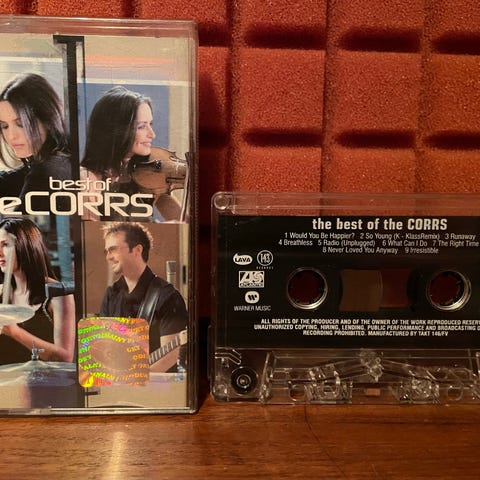 best of
eCORRS
the best of the CORRS
1 Would You Be Happier? 2 So Young (K - KlassRemix) 3 Runaway
4 Breathless 5 Radio (Unplugged) 6 What Can I Do 7 The Right Time
8 Never Loved You Anyway 9 Irresistible
LAVA
143
RECORDS
ATLANTIC
WARNER MUSIC
ALL RIGHTS OF THE PRODUCER AND OF THE OWNER OF THE WORK REPRODUCED RESERV
UNAUTHORIZED COPYING, HIRING, LENDING, PUBLIC PERFORMANCE AND BROADCASTING O
RECORDING PROHIBITED. MANUFACTURED BY TAKT 146/FV